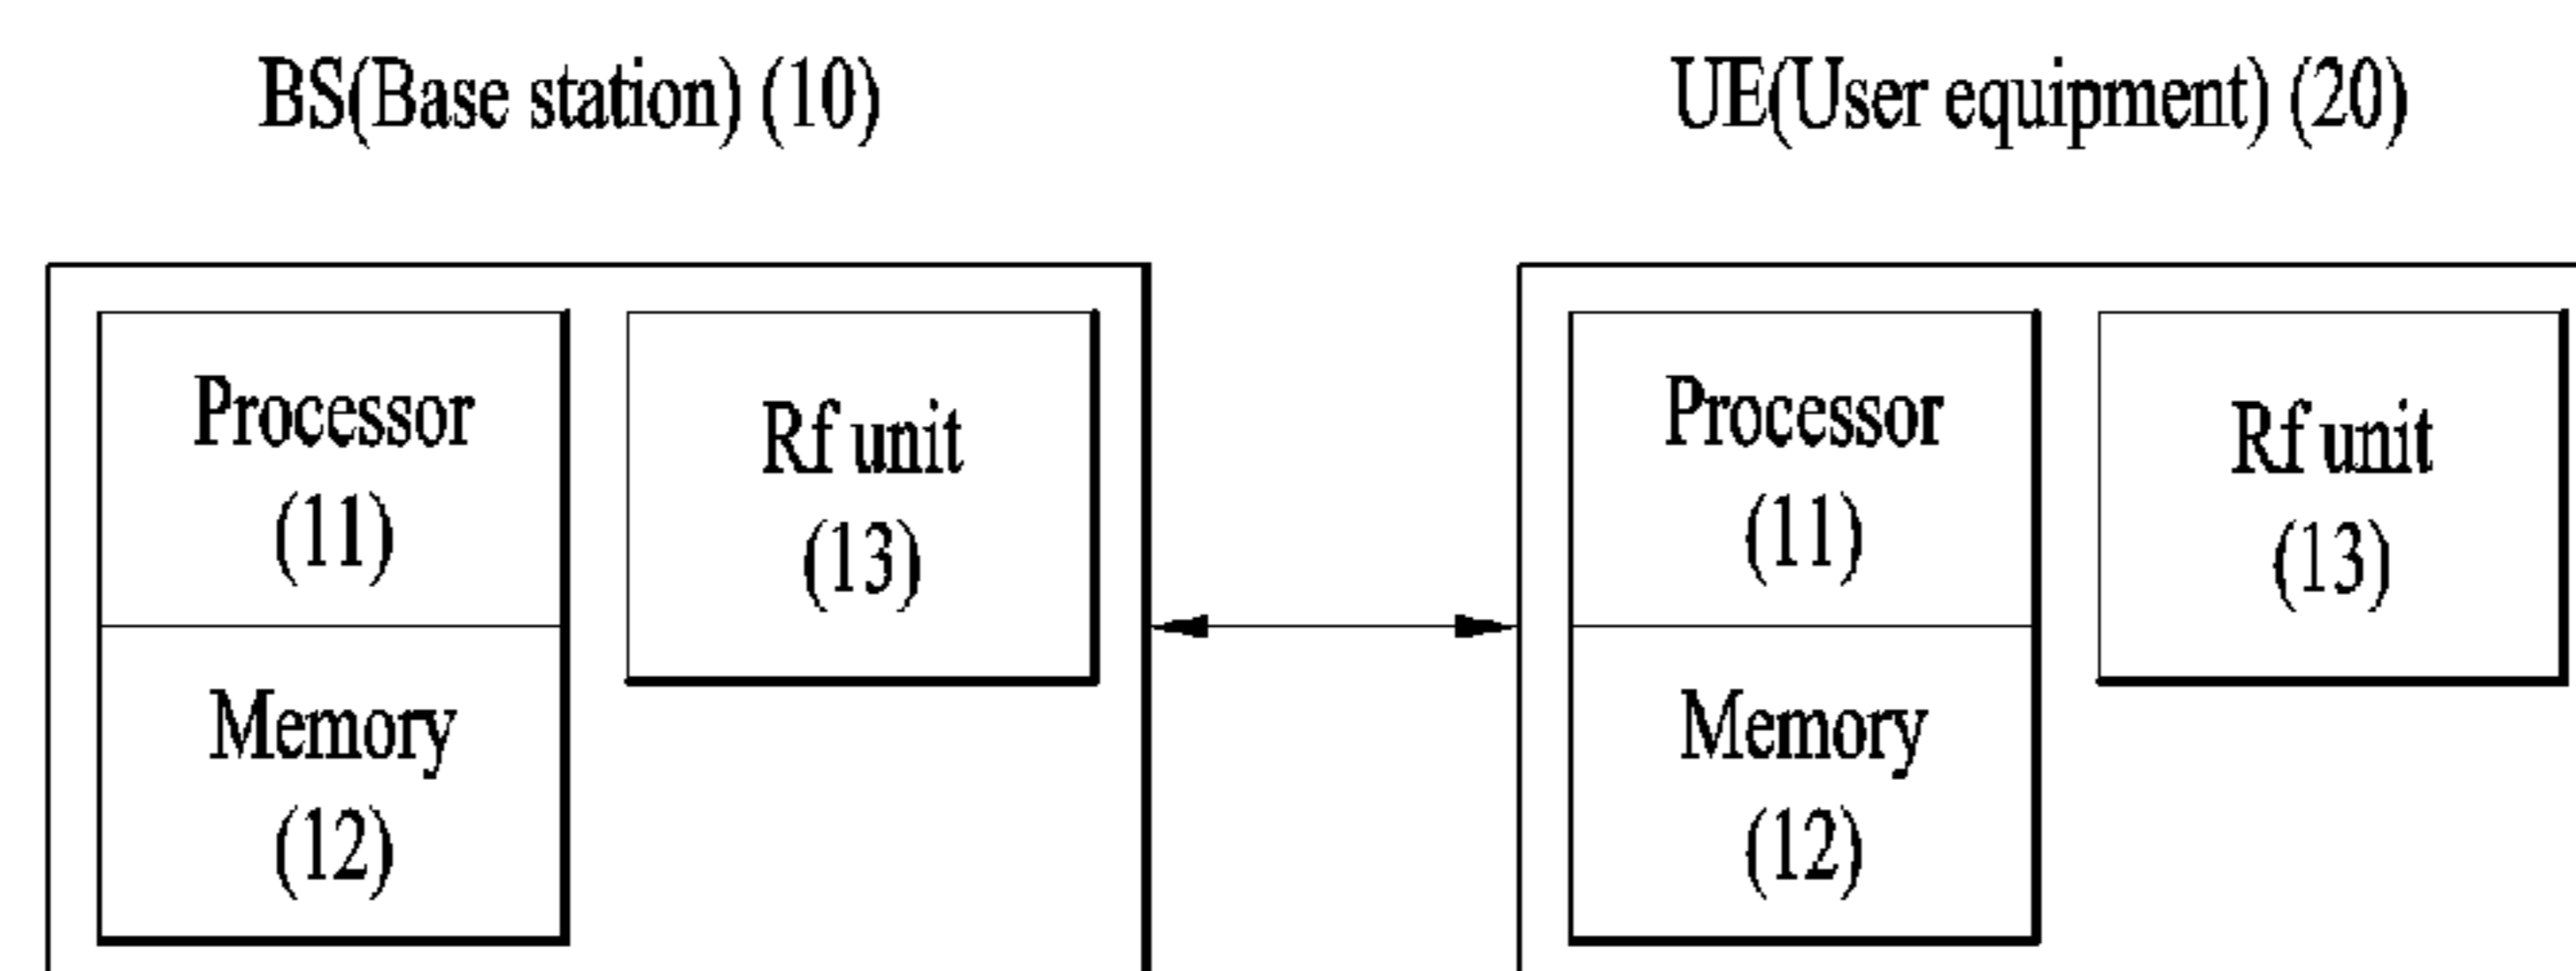 BS(Base station) (10)
UE(User equipment) (20)
Processor
(11)
Memory
(12)
Rf unit
(13)
Processor
(11)
Memory
(12)
Rf unit
(13)